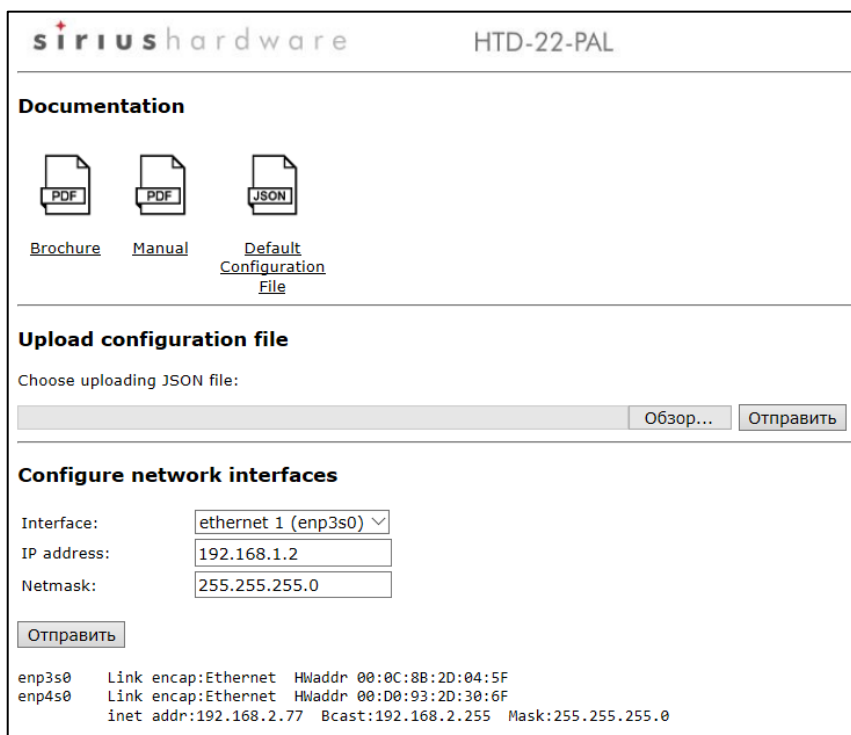 siriushardware HTD-22-PAL
Documentation
PDF PDF JSON
Brochure Manual Default
Configuration
File
Upload configuration file
Choose uploading JSON file:
Обзор... Отправить
Configure network interfaces
Interface: ethernet 1 (enp3s0)
IP address: 192.168.1.2
Netmask: 255.255.255.0
Отправить
enp3s0 Link encap:Ethernet HWaddr 00:0C:8B:2D:04:5F
enp4s0 Link encap:Ethernet HWaddr 00:D0:93:2D:30:6F
inet addr:192.168.2.77 Bcast:192.168.2.255 Mask:255.255.255.0